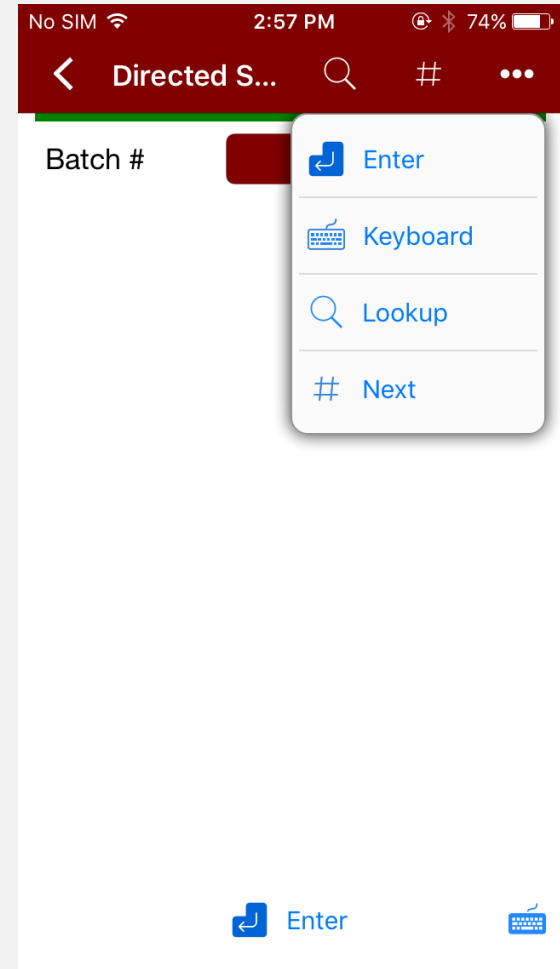 No SIM 2:57 PM 74%
Directed S... # •••
Batch #
Enter
Keyboard
Lookup
# Next
Enter